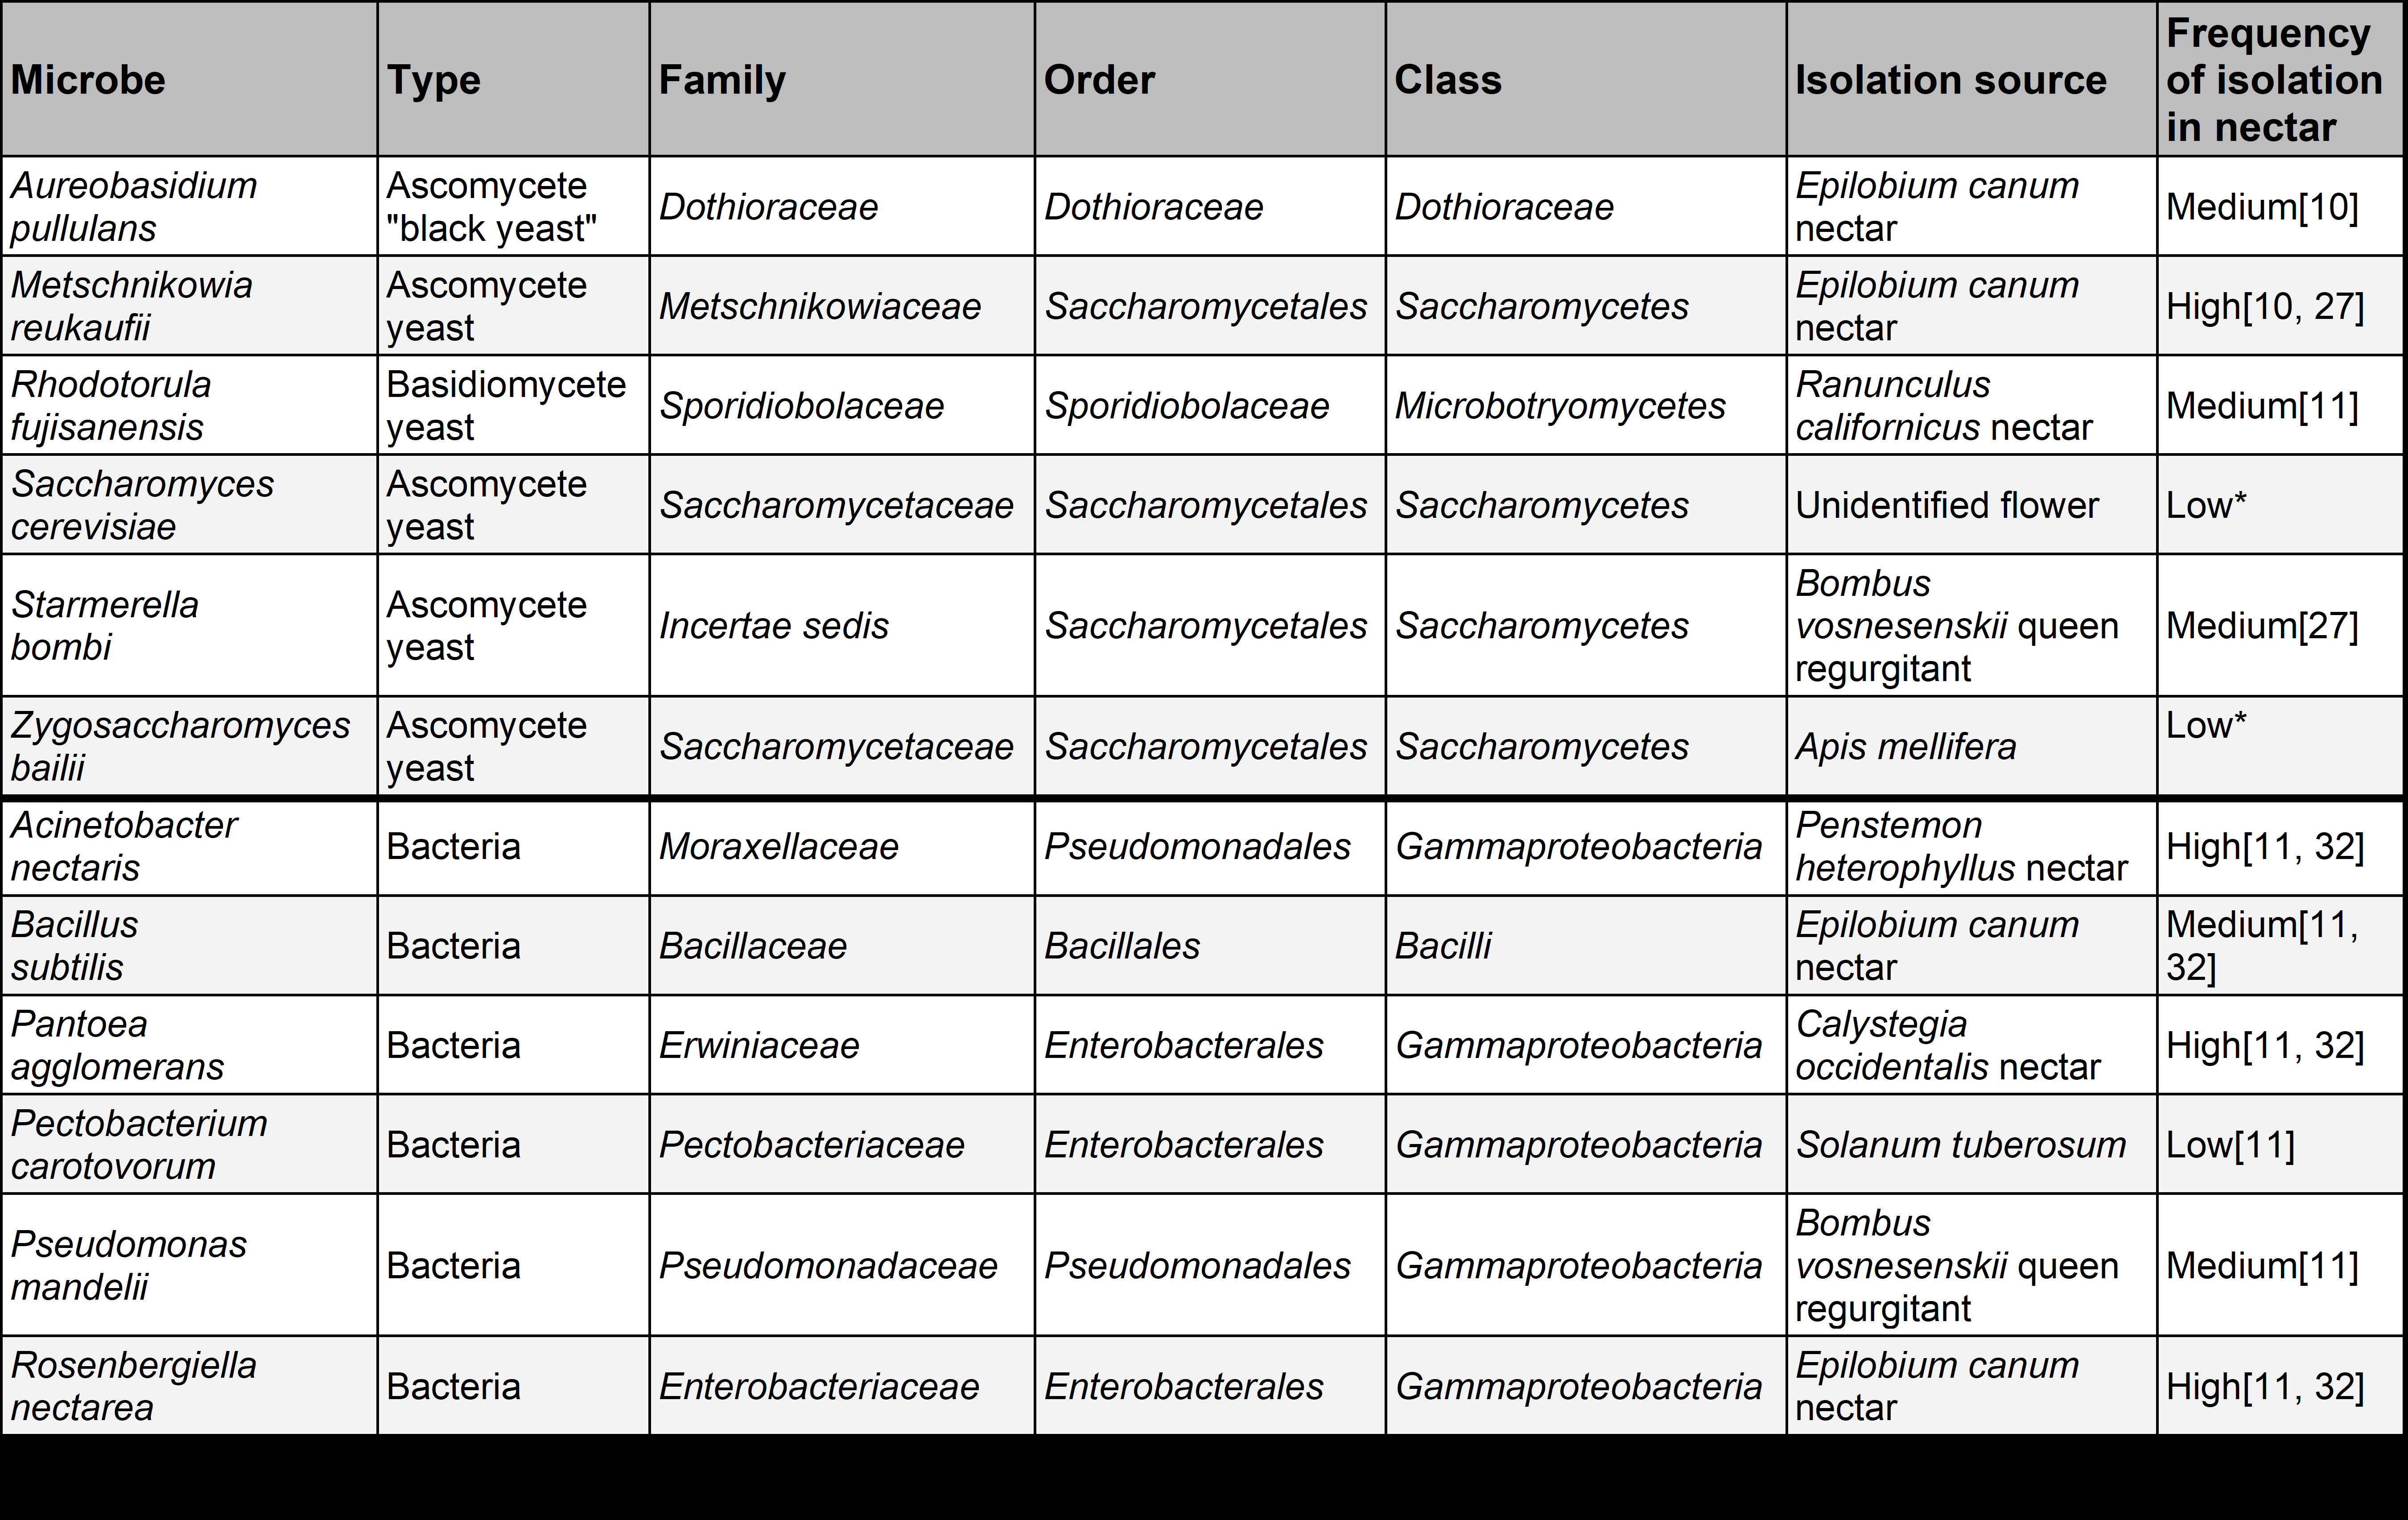 Microbe Type Family Order Class Isolation source Frequency of isolation in nectar
Aureobasidium pullulans Ascomycete "black yeast" Dothioraceae Dothioraceae Dothioraceae Epilobium canum nectar Medium[10]
Metschnikowia reukaufii Ascomycete yeast Metschnikowiaceae Saccharomycetales Saccharomycetes Epilobium canum nectar High[10, 27]
Rhodotorula fujisanensis Basidiomycete yeast Sporidiobolaceae Sporidiobolaceae Microbotryomycetes Ranunculus californicus nectar Medium[11]
Saccharomyces cerevisiae Ascomycete yeast Saccharomycetaceae Saccharomycetales Saccharomycetes Unidentified flower Low*
Starmerella bombi Ascomycete yeast Incertae sedis Saccharomycetales Saccharomycetes Bombus vosnesenskii queen regurgitant Medium[27]
Zygosaccharomyces bailii Ascomycete yeast Saccharomycetaceae Saccharomycetales Saccharomycetes Apis mellifera Low*
Acinetobacter nectaris Bacteria Moraxellaceae Pseudomonadales Gammaproteobacteria Penstemon heterophyllus nectar High[11, 32]
Bacillus subtilis Bacteria Bacillaceae Bacillales Bacilli Epilobium canum nectar Medium[11, 32]
Pantoea agglomerans Bacteria Erwiniaceae Enterobacterales Gammaproteobacteria Calystegia occidentalis nectar High[11, 32]
Pectobacterium carotovorum Bacteria Pectobacteriaceae Enterobacterales Gammaproteobacteria Solanum tuberosum Low[11]
Pseudomonas mandelii Bacteria Pseudomonadaceae Pseudomonadales Gammaproteobacteria Bombus vosnesenskii queen regurgitant Medium[11]
Rosenbergiella nectarea Bacteria Enterobacteriaceae Enterobacterales Gammaproteobacteria Epilobium canum nectar High[11, 32]